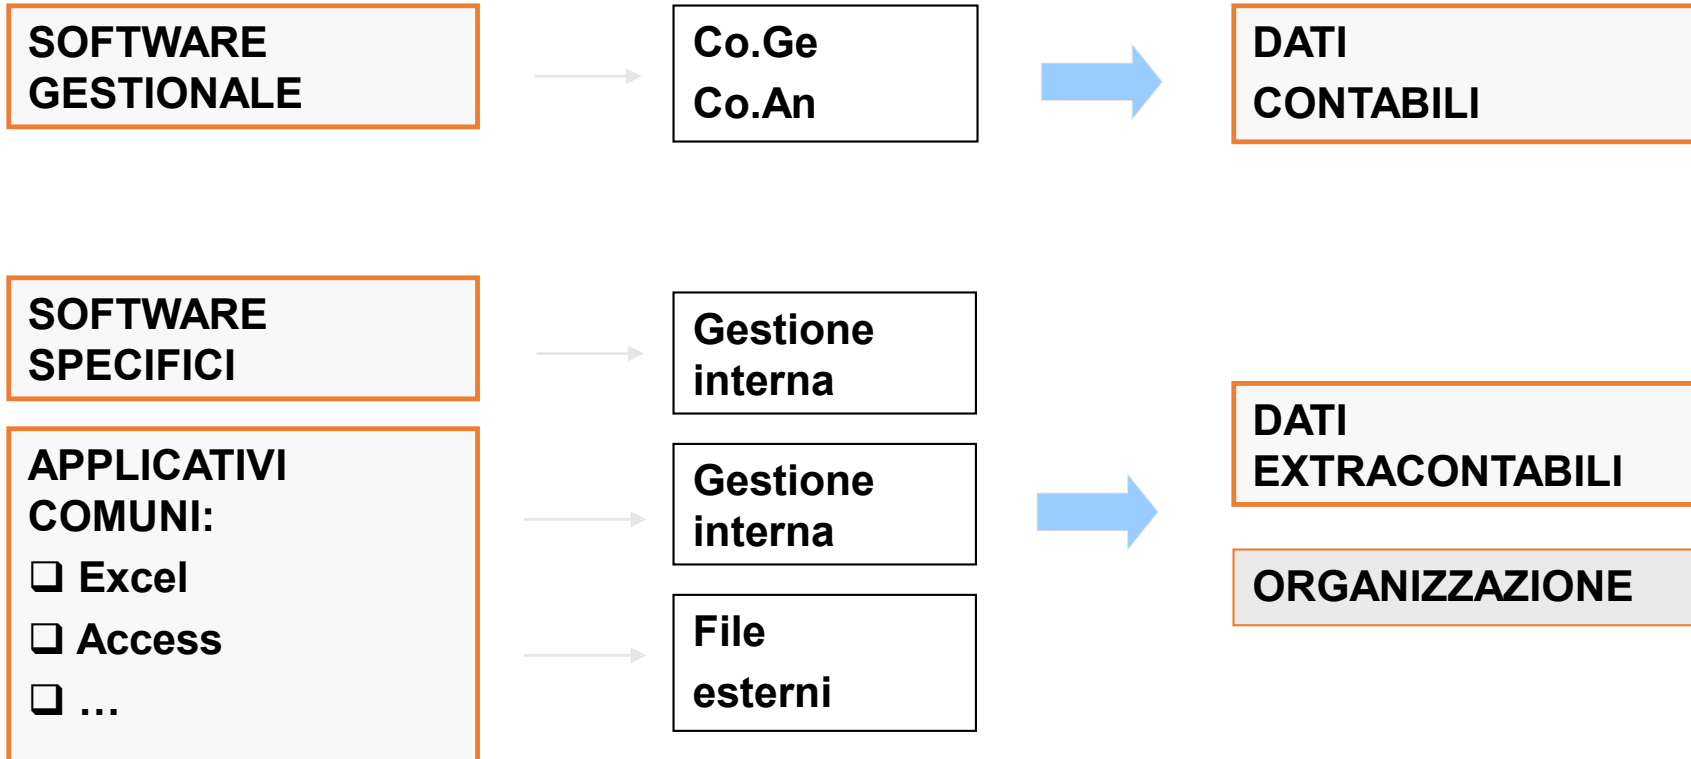 SOFTWARE
GESTIONALE
Co.Ge
Co.An
DATI
CONTABILI
SOFTWARE
SPECIFICI
Gestione
interna
APPLICATIVI
COMUNI:
❑ Excel
❑ Access
❑ …
Gestione
interna
File
esterni
DATI
EXTRACONTABILI
ORGANIZZAZIONE